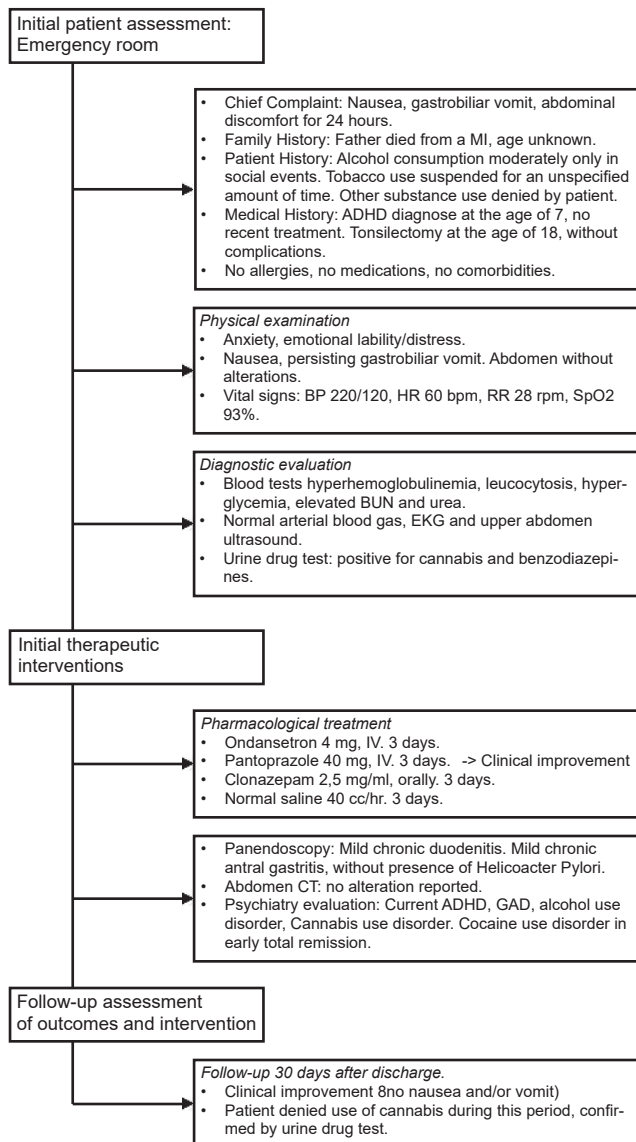 Initial patient assessment:
Emergency room
• Chief Complaint: Nausea, gastrobiliar vomit, abdominal
discomfort for 24 hours.
• Family History: Father died from a MI, age unknown.
• Patient History: Alcohol consumption moderately only in
social events. Tobacco use suspended for an unspecified
amount of time. Other substance use denied by patient.
• Medical History: ADHD diagnose at the age of 7, no
recent treatment. Tonsilectomy at the age of 18, without
complications.
• No allergies, no medications, no comorbidities.
Physical examination
• Anxiety, emotional lability/distress.
• Nausea, persisting gastrobiliar vomit. Abdomen without
alterations.
• Vital signs: BP 220/120, HR 60 bpm, RR 28 rpm, SpO2
93%.
Diagnostic evaluation
• Blood tests hyperhemoglobulinemia, leucocytosis, hyper-
glycemia, elevated BUN and urea.
• Normal arterial blood gas, EKG and upper abdomen
ultrasound.
• Urine drug test: positive for cannabis and benzodiazepi-
nes.
Initial therapeutic
interventions
Pharmacological treatment
• Ondansetron 4 mg, IV. 3 days.
• Pantoprazole 40 mg, IV. 3 days. -> Clinical improvement
• Clonazepam 2,5 mg/ml, orally. 3 days.
• Normal saline 40 cc/hr. 3 days.
• Panendoscopy: Mild chronic duodenitis. Mild chronic
antral gastritis, without presence of Helicoacter Pylori.
• Abdomen CT: no alteration reported.
• Psychiatry evaluation: Current ADHD, GAD, alcohol use
disorder, Cannabis use disorder. Cocaine use disorder in
early total remission.
Follow-up assessment
of outcomes and intervention
Follow-up 30 days after discharge.
• Clinical improvement 8no nausea and/or vomit)
• Patient denied use of cannabis during this period, confir-
med by urine drug test.